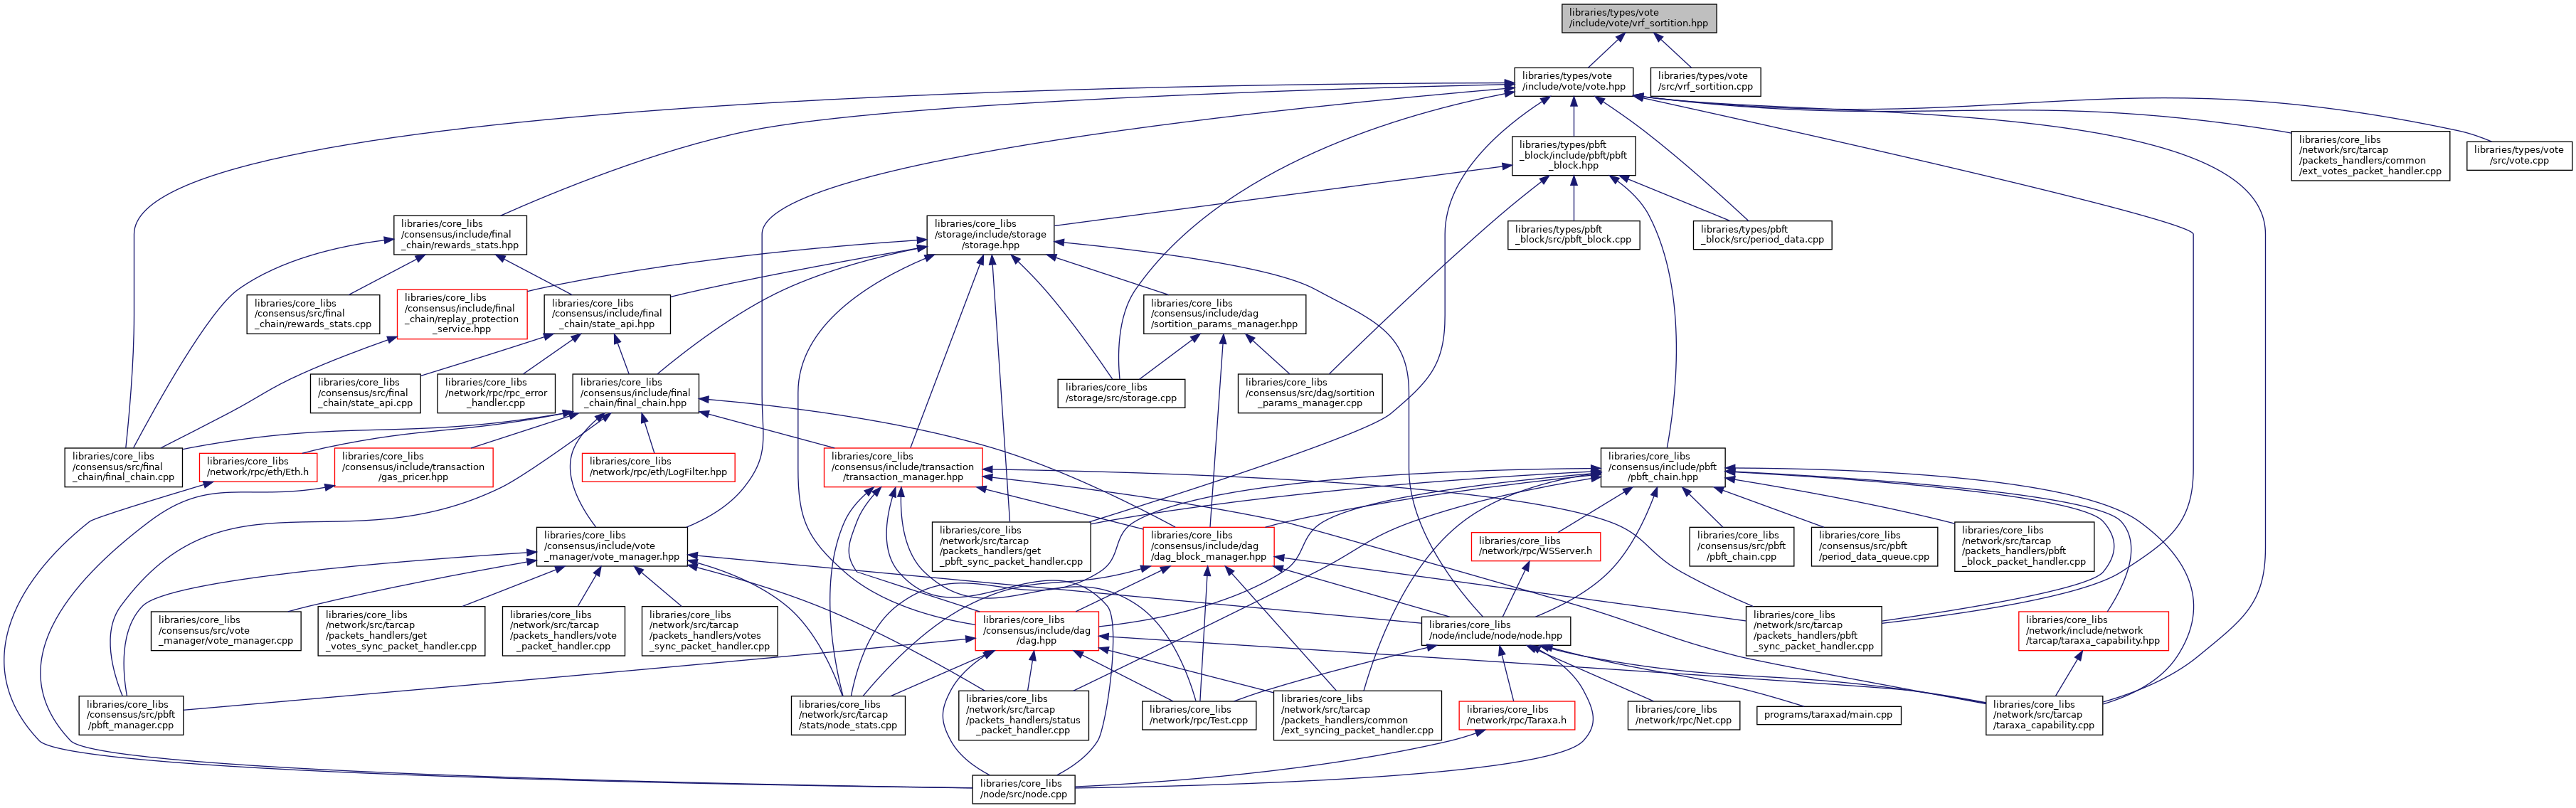 libraries/types/vote
/include/vote/vrf_sortition.hpp
libraries/types/vote
/include/vote/vote.hpp
libraries/types/vote
/src/vrf_sortition.cpp
libraries/types/pbft
_block/include/pbft/pbft
_block.hpp
libraries/core_libs
/network/src/tarcap
/packets_handlers/common
/ext_votes_packet_handler.cpp
libraries/types/vote
/src/vote.cpp
libraries/core_libs
/consensus/include/final
_chain/rewards_stats.hpp
libraries/core_libs
/storage/include/storage
/storage.hpp
libraries/types/pbft
_block/src/pbft_block.cpp
libraries/types/pbft
_block/src/period_data.cpp
libraries/core_libs
/consensus/src/final
_chain/rewards_stats.cpp
libraries/core_libs
/consensus/include/final
_chain/replay_protection
_service.hpp
libraries/core_libs
/consensus/include/final
_chain/state_api.hpp
libraries/core_libs
/consensus/include/dag
/sortition_params_manager.hpp
libraries/core_libs
/consensus/src/final
_chain/state_api.cpp
libraries/core_libs
/network/rpc/rpc_error
_handler.cpp
libraries/core_libs
/consensus/include/final
_chain/final_chain.hpp
libraries/core_libs
/storage/src/storage.cpp
libraries/core_libs
/consensus/src/dag/sortition
_params_manager.cpp
libraries/core_libs
/consensus/src/final
_chain/final_chain.cpp
libraries/core_libs
/network/rpc/eth/Eth.h
libraries/core_libs
/consensus/include/transaction
/gas_pricer.hpp
libraries/core_libs
/network/rpc/eth/LogFilter.hpp
libraries/core_libs
/consensus/include/transaction
/transaction_manager.hpp
libraries/core_libs
/consensus/include/pbft
/pbft_chain.hpp
libraries/core_libs
/consensus/include/vote
_manager/vote_manager.hpp
libraries/core_libs
/network/src/tarcap
/packets_handlers/get
_pbft_sync_packet_handler.cpp
libraries/core_libs
/consensus/include/dag
/dag_block_manager.hpp
libraries/core_libs
/network/rpc/WSServer.h
libraries/core_libs
/consensus/src/pbft
/pbft_chain.cpp
libraries/core_libs
/consensus/src/pbft
/period_data_queue.cpp
libraries/core_libs
/network/src/tarcap
/packets_handlers/pbft
_block_packet_handler.cpp
libraries/core_libs
/consensus/src/vote
_manager/vote_manager.cpp
libraries/core_libs
/network/src/tarcap
/packets_handlers/get
_votes_sync_packet_handler.cpp
libraries/core_libs
/network/src/tarcap
/packets_handlers/vote
_packet_handler.cpp
libraries/core_libs
/network/src/tarcap
/packets_handlers/votes
_sync_packet_handler.cpp
libraries/core_libs
/consensus/include/dag
/dag.hpp
libraries/core_libs
/node/include/node/node.hpp
libraries/core_libs
/network/src/tarcap
/packets_handlers/pbft
_sync_packet_handler.cpp
libraries/core_libs
/network/include/network
/tarcap/taraxa_capability.hpp
libraries/core_libs
/consensus/src/pbft
/pbft_manager.cpp
libraries/core_libs
/network/src/tarcap
/stats/node_stats.cpp
libraries/core_libs
/network/src/tarcap
/packets_handlers/status
_packet_handler.cpp
libraries/core_libs
/network/rpc/Test.cpp
libraries/core_libs
/network/src/tarcap
/packets_handlers/common
/ext_syncing_packet_handler.cpp
libraries/core_libs
/network/rpc/Taraxa.h
libraries/core_libs
/network/rpc/Net.cpp
programs/taraxad/main.cpp
libraries/core_libs
/network/src/tarcap
/taraxa_capability.cpp
libraries/core_libs
/node/src/node.cpp